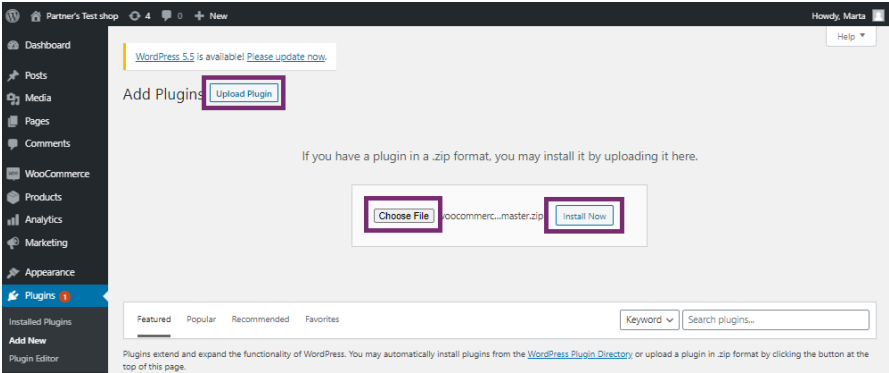 Partner's Test shop 4 0 + New Howdy, Marta
Help ▼
Dashboard
WordPress 5.5 is available! Please update now.
Posts
Media
Pages
Comments
WooCommerce
Products
Analytics
Marketing
Appearance
Plugins 1
Installed Plugins
Add New
Plugin Editor
Add Plugins Upload Plugin
If you have a plugin in a .zip format, you may install it by uploading it here.
Choose File woocommerc...master.zip Install Now
Featured Popular Recommended Favorites Keyword Search plugins...
Plugins extend and expand the functionality of WordPress. You may automatically install plugins from the WordPress Plugin Directory or upload a plugin in .zip format by clicking the button at the
top of this page.